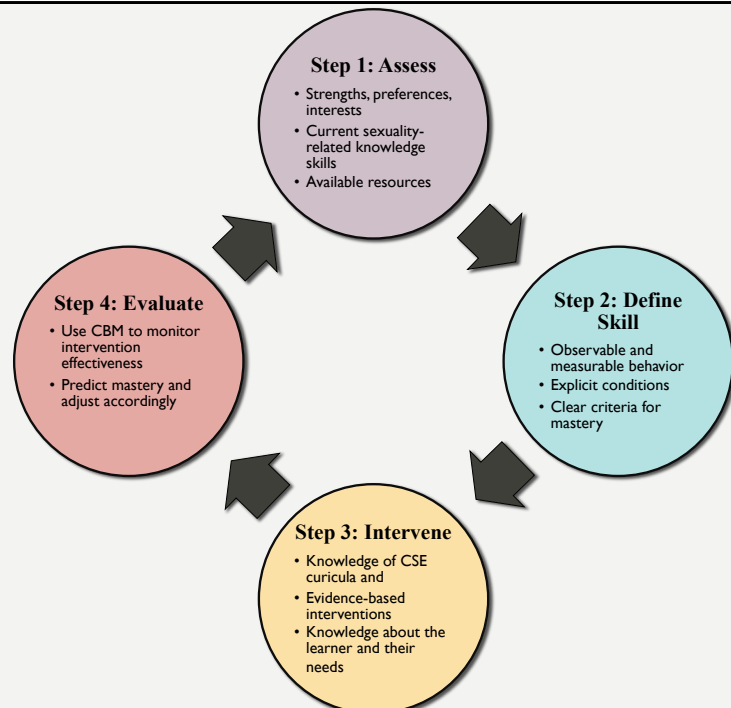 Step 1: Assess
• Strengths, preferences,
interests
• Current sexuality-
related knowledge
skills
• Available resources
Step 2: Define
Skill
• Observable and
measurable behavior
• Explicit conditions
• Clear criteria for
mastery
Step 3: Intervene
• Knowledge of CSE
curicula and
• Evidence-based
interventions
• Knowledge about the
learner and their
needs
Step 4: Evaluate
• Use CBM to monitor
intervention
effectiveness
• Predict mastery and
adjust accordingly